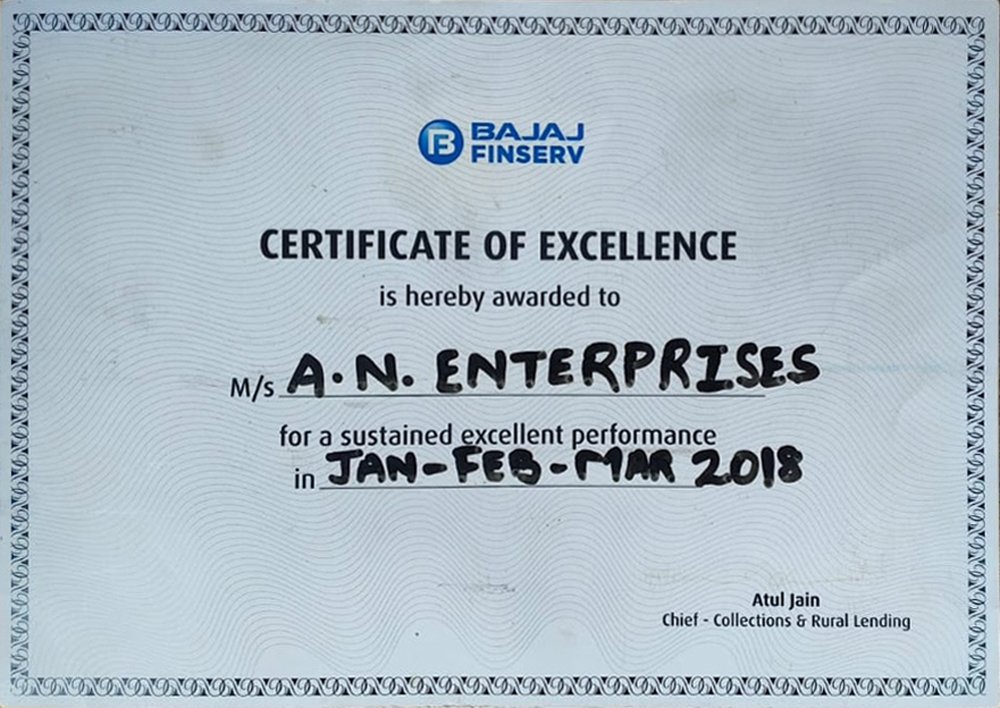 BAJAJ
FINSERV
CERTIFICATE OF EXCELLENCE
is hereby awarded to
M/s A.N. ENTERPRISES
for a sustained excellent performance
in JAN-FEB-MAR 2018
Atul Jain
Chief - Collections & Rural Lending